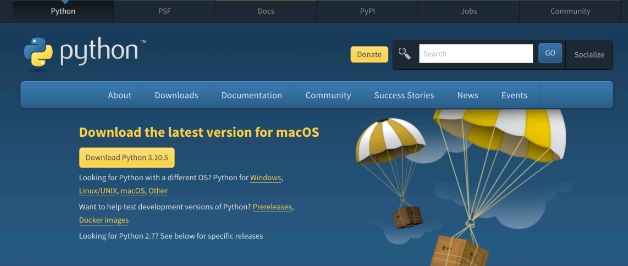 Python PSF Docs PyPI Jobs Community
python™ Donate Search GO Socialize
About Downloads Documentation Community Success Stories News Events
Download the latest version for macOS
Download Python 3.10.5
Looking for Python with a different OS? Python for Windows,
Linux/UNIX, macOS, Other
Want to help test development versions of Python? Prereleases,
Docker images
Looking for Python 2.7? See below for specific releases